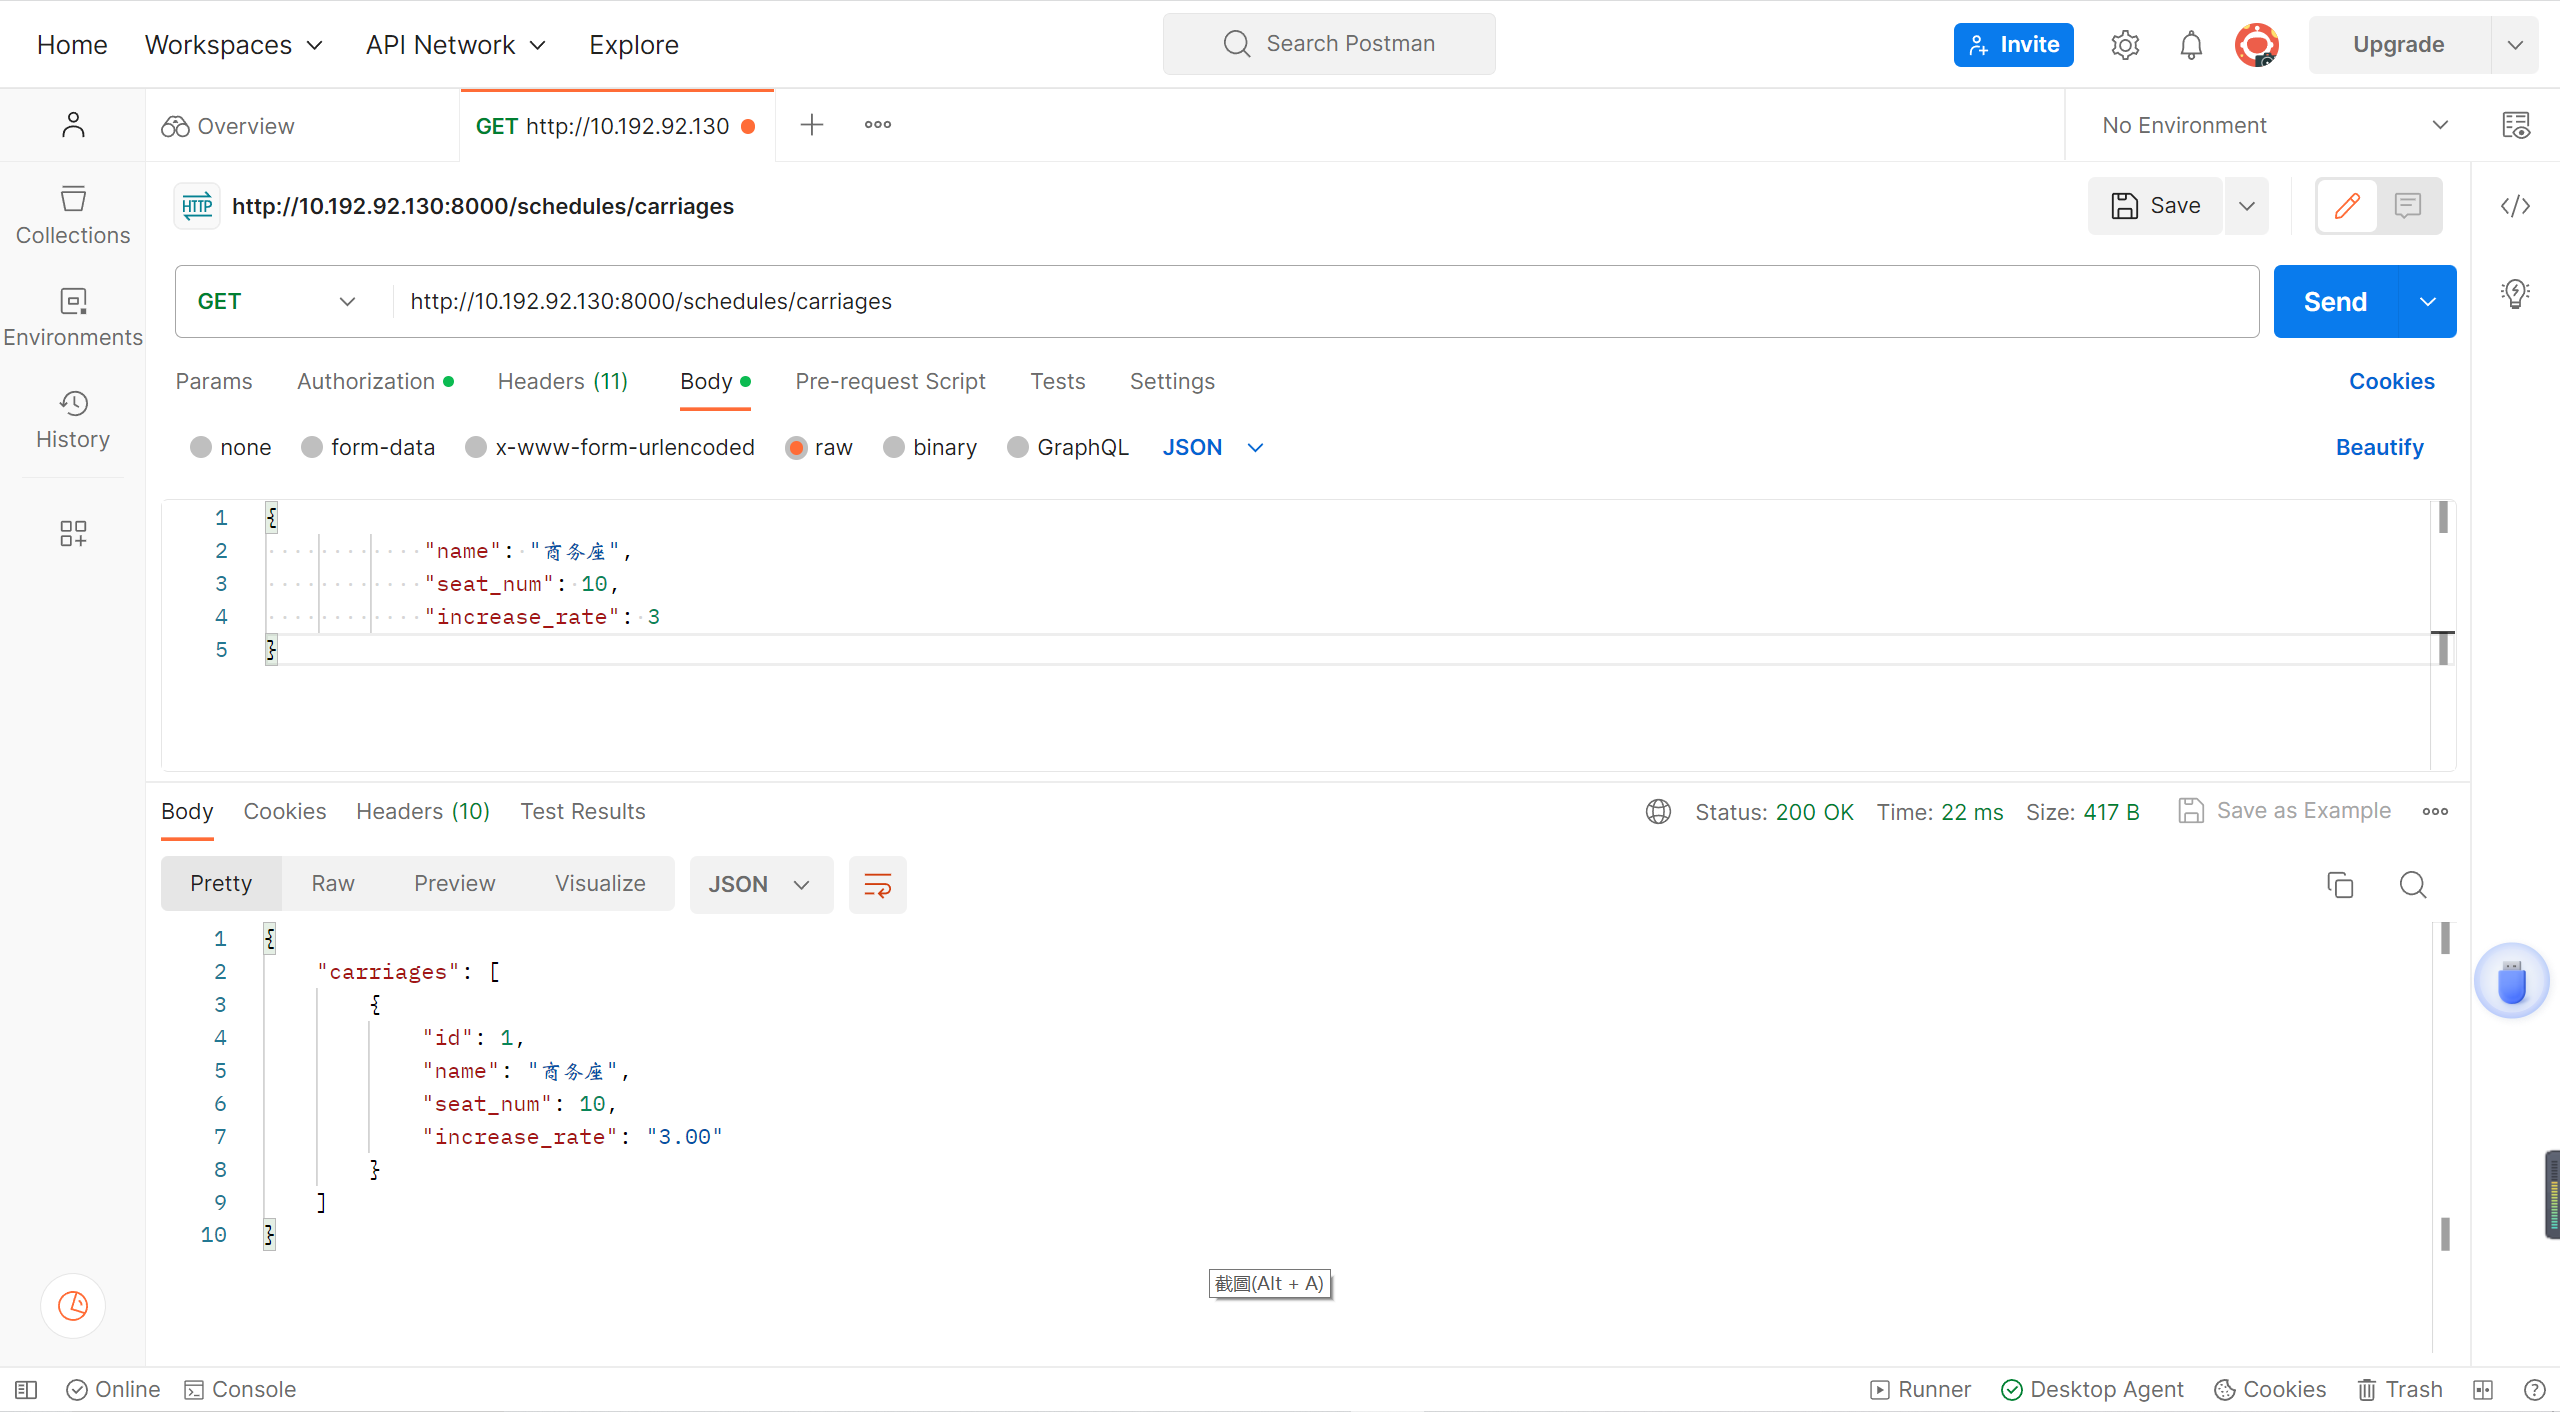 Home Workspaces API Network Explore Search Postman Invite Upgrade
Overview GET http://10.192.92.130 No Environment
HTTP http://10.192.92.130:8000/schedules/carriages Save
Collections
GET http://10.192.92.130:8000/schedules/carriages Send
Environments
Params Authorization Headers (11) Body Pre-request Script Tests Settings Cookies
History
none form-data x-www-form-urlencoded raw binary GraphQL JSON Beautify
1 {
2 "name": "商务座",
3 "seat_num": 10,
4 "increase_rate": 3
5 }
Body Cookies Headers (10) Test Results Status: 200 OK Time: 22 ms Size: 417 B Save as Example
Pretty Raw Preview Visualize JSON
1 {
2 "carriages": [
3 {
4 "id": 1,
5 "name": "商务座",
6 "seat_num": 10,
7 "increase_rate": "3.00"
8 }
9 ]
10 }
截圖(Alt + A)
Online Console Runner Desktop Agent Cookies Trash